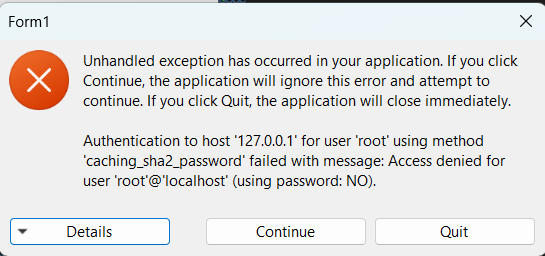 Form1
Unhandled exception has occurred in your application. If you click
Continue, the application will ignore this error and attempt to
continue. If you click Quit, the application will close immediately.
Authentication to host '127.0.0.1' for user 'root' using method
'caching_sha2_password' failed with message: Access denied for
user 'root'@'localhost' (using password: NO).
Details
Continue
Quit